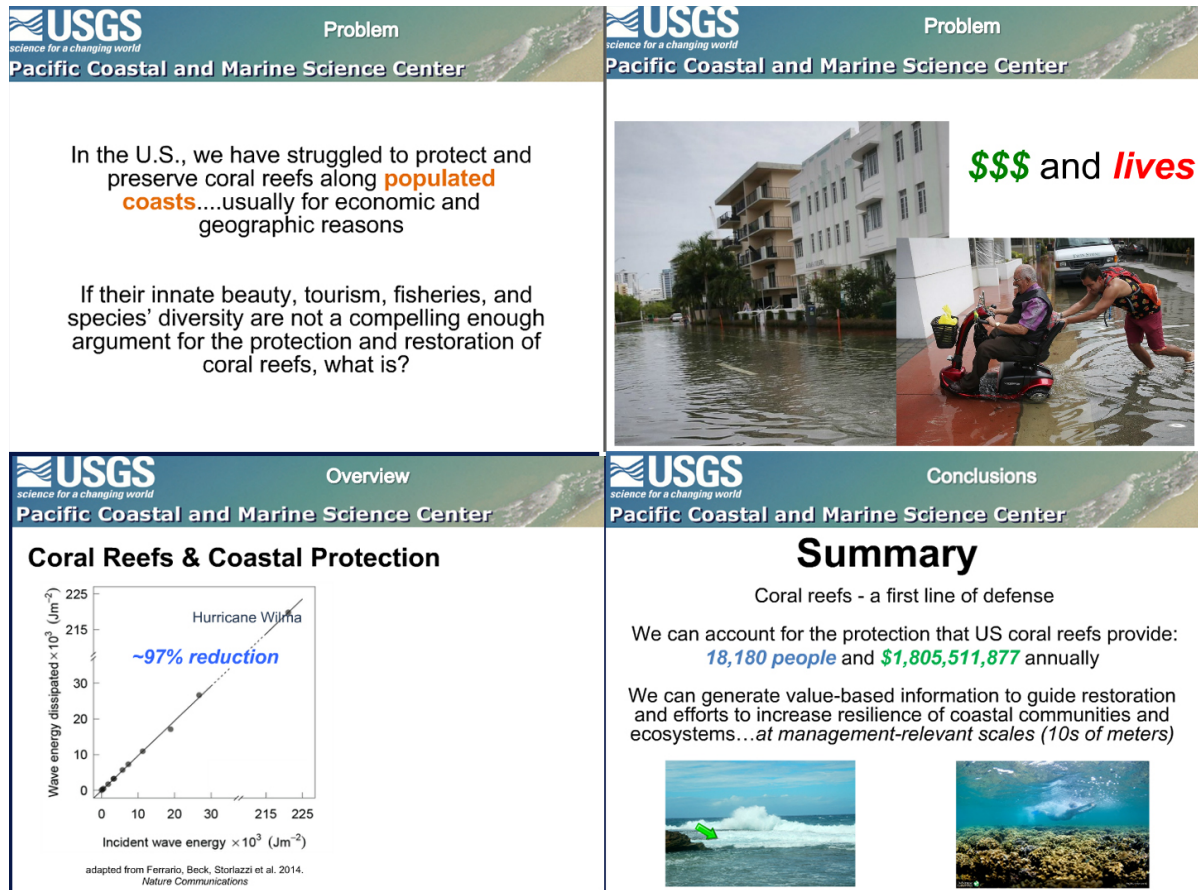 USGS
science for a changing world
Problem
Pacific Coastal and Marine Science Center
In the U.S., we have struggled to protect and
preserve coral reefs along populated
coasts....usually for economic and
geographic reasons
If their innate beauty, tourism, fisheries, and
species' diversity are not a compelling enough
argument for the protection and restoration of
coral reefs, what is?
USGS
science for a changing world
Problem
Pacific Coastal and Marine Science Center
$$$ and lives
USGS
science for a changing world
Overview
Pacific Coastal and Marine Science Center
Coral Reefs & Coastal Protection
Wave energy dissipated ×10³ (Jm⁻²)
225
215
30
20
10
0
Hurricane Wilma
~97% reduction
0 10 20 30 215 225
Incident wave energy ×10³ (Jm⁻²)
adapted from Ferrario, Beck, Storlazzi et al. 2014.
Nature Communications
USGS
science for a changing world
Conclusions
Pacific Coastal and Marine Science Center
Summary
Coral reefs - a first line of defense
We can account for the protection that US coral reefs provide:
18,180 people and $1,805,511,877 annually
We can generate value-based information to guide restoration
and efforts to increase resilience of coastal communities and
ecosystems…at management-relevant scales (10s of meters)